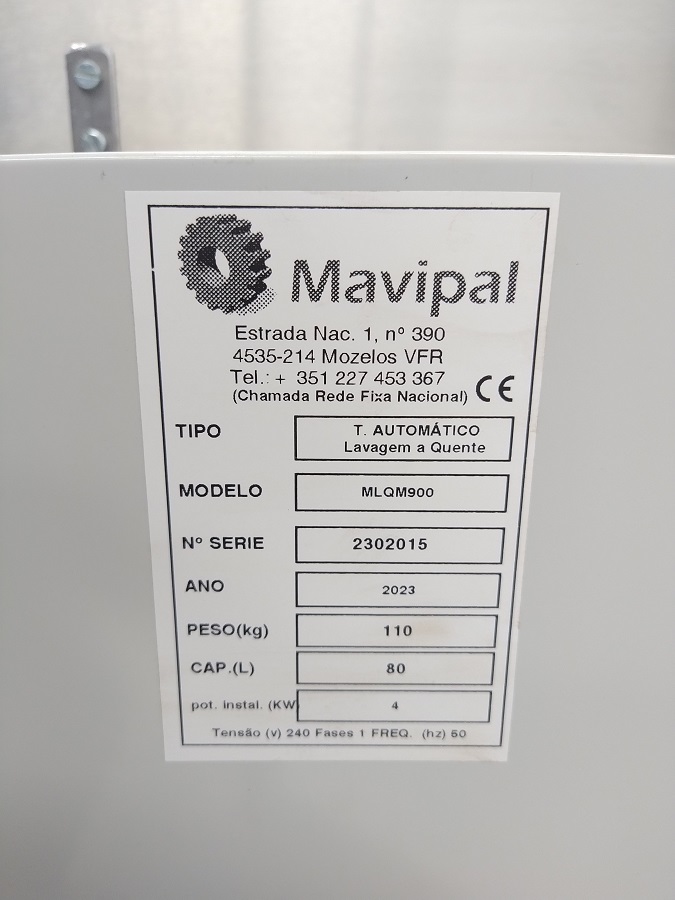 Mavipal
Estrada Nac. 1, nº 390
4535-214 Mozelos VFR
Tel.: + 351 227 453 367
(Chamada Rede Fixa Nacional) CE
TIPO T. AUTOMÁTICO
Lavagem a Quente
MODELO MLQM900
Nº SERIE 2302015
ANO 2023
PESO(kg) 110
CAP.(L) 80
pot. instal. (KW 4
Tensão (v) 240 Fases 1 FREQ. (hz) 60